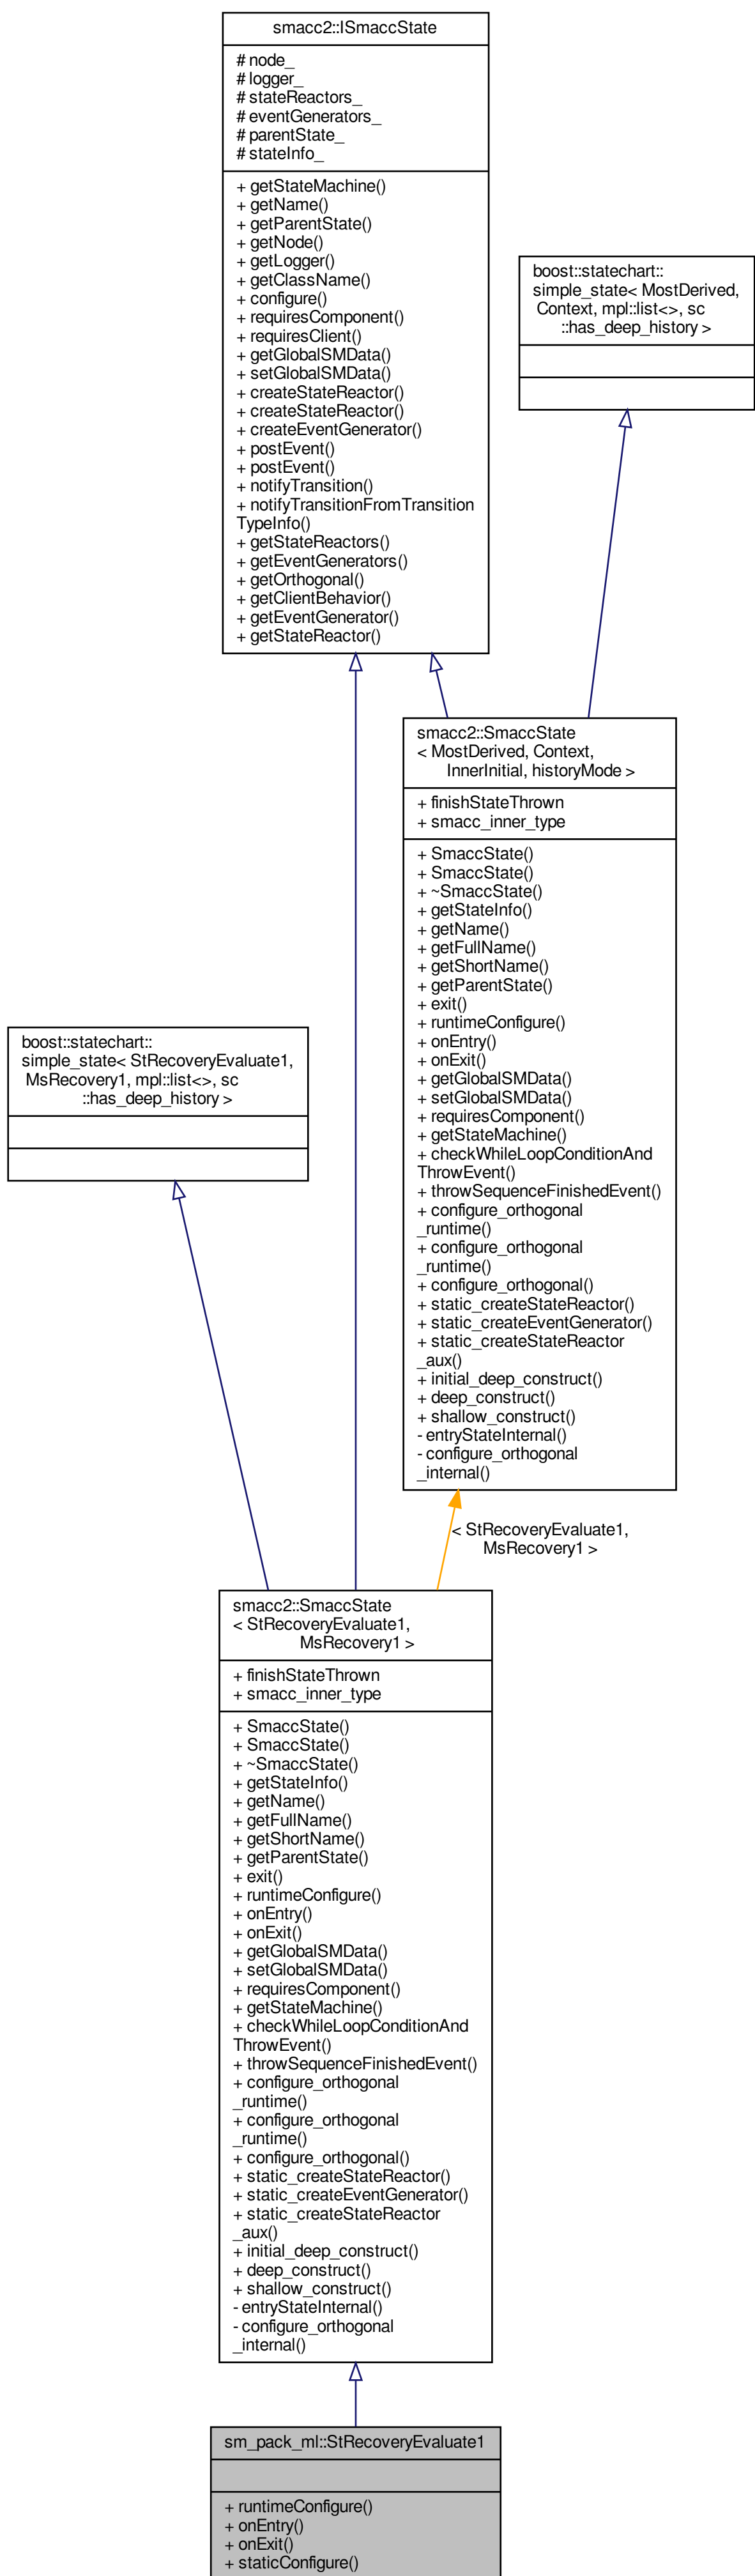 smacc2::ISmaccState
# node_
# logger_
# stateReactors_
# eventGenerators_
# parentState_
# stateInfo_
+ getStateMachine()
+ getName()
+ getParentState()
+ getNode()
+ getLogger()
+ getClassName()
+ configure()
+ requiresComponent()
+ requiresClient()
+ getGlobalSMData()
+ setGlobalSMData()
+ createStateReactor()
+ createStateReactor()
+ createEventGenerator()
+ postEvent()
+ postEvent()
+ notifyTransition()
+ notifyTransitionFromTransition
TypeInfo()
+ getStateReactors()
+ getEventGenerators()
+ getOrthogonal()
+ getClientBehavior()
+ getEventGenerator()
+ getStateReactor()
boost::statechart::
simple_state< MostDerived,
Context, mpl::list<>, sc
::has_deep_history >
smacc2::SmaccState
< MostDerived, Context,
InnerInitial, historyMode >
+ finishStateThrown
+ smacc_inner_type
+ SmaccState()
+ SmaccState()
+ ~SmaccState()
+ getStateInfo()
+ getName()
+ getFullName()
+ getShortName()
+ getParentState()
+ exit()
+ runtimeConfigure()
+ onEntry()
+ onExit()
+ getGlobalSMData()
+ setGlobalSMData()
+ requiresComponent()
+ getStateMachine()
+ checkWhileLoopConditionAnd
ThrowEvent()
+ throwSequenceFinishedEvent()
+ configure_orthogonal
_runtime()
+ configure_orthogonal
_runtime()
+ configure_orthogonal()
+ static_createStateReactor()
+ static_createEventGenerator()
+ static_createStateReactor
_aux()
+ initial_deep_construct()
+ deep_construct()
+ shallow_construct()
- entryStateInternal()
- configure_orthogonal
_internal()
boost::statechart::
simple_state< StRecoveryEvaluate1,
MsRecovery1, mpl::list<>, sc
::has_deep_history >
< StRecoveryEvaluate1,
MsRecovery1 >
smacc2::SmaccState
< StRecoveryEvaluate1,
MsRecovery1 >
+ finishStateThrown
+ smacc_inner_type
+ SmaccState()
+ SmaccState()
+ ~SmaccState()
+ getStateInfo()
+ getName()
+ getFullName()
+ getShortName()
+ getParentState()
+ exit()
+ runtimeConfigure()
+ onEntry()
+ onExit()
+ getGlobalSMData()
+ setGlobalSMData()
+ requiresComponent()
+ getStateMachine()
+ checkWhileLoopConditionAnd
ThrowEvent()
+ throwSequenceFinishedEvent()
+ configure_orthogonal
_runtime()
+ configure_orthogonal
_runtime()
+ configure_orthogonal()
+ static_createStateReactor()
+ static_createEventGenerator()
+ static_createStateReactor
_aux()
+ initial_deep_construct()
+ deep_construct()
+ shallow_construct()
- entryStateInternal()
- configure_orthogonal
_internal()
sm_pack_ml::StRecoveryEvaluate1
+ runtimeConfigure()
+ onEntry()
+ onExit()
+ staticConfigure()